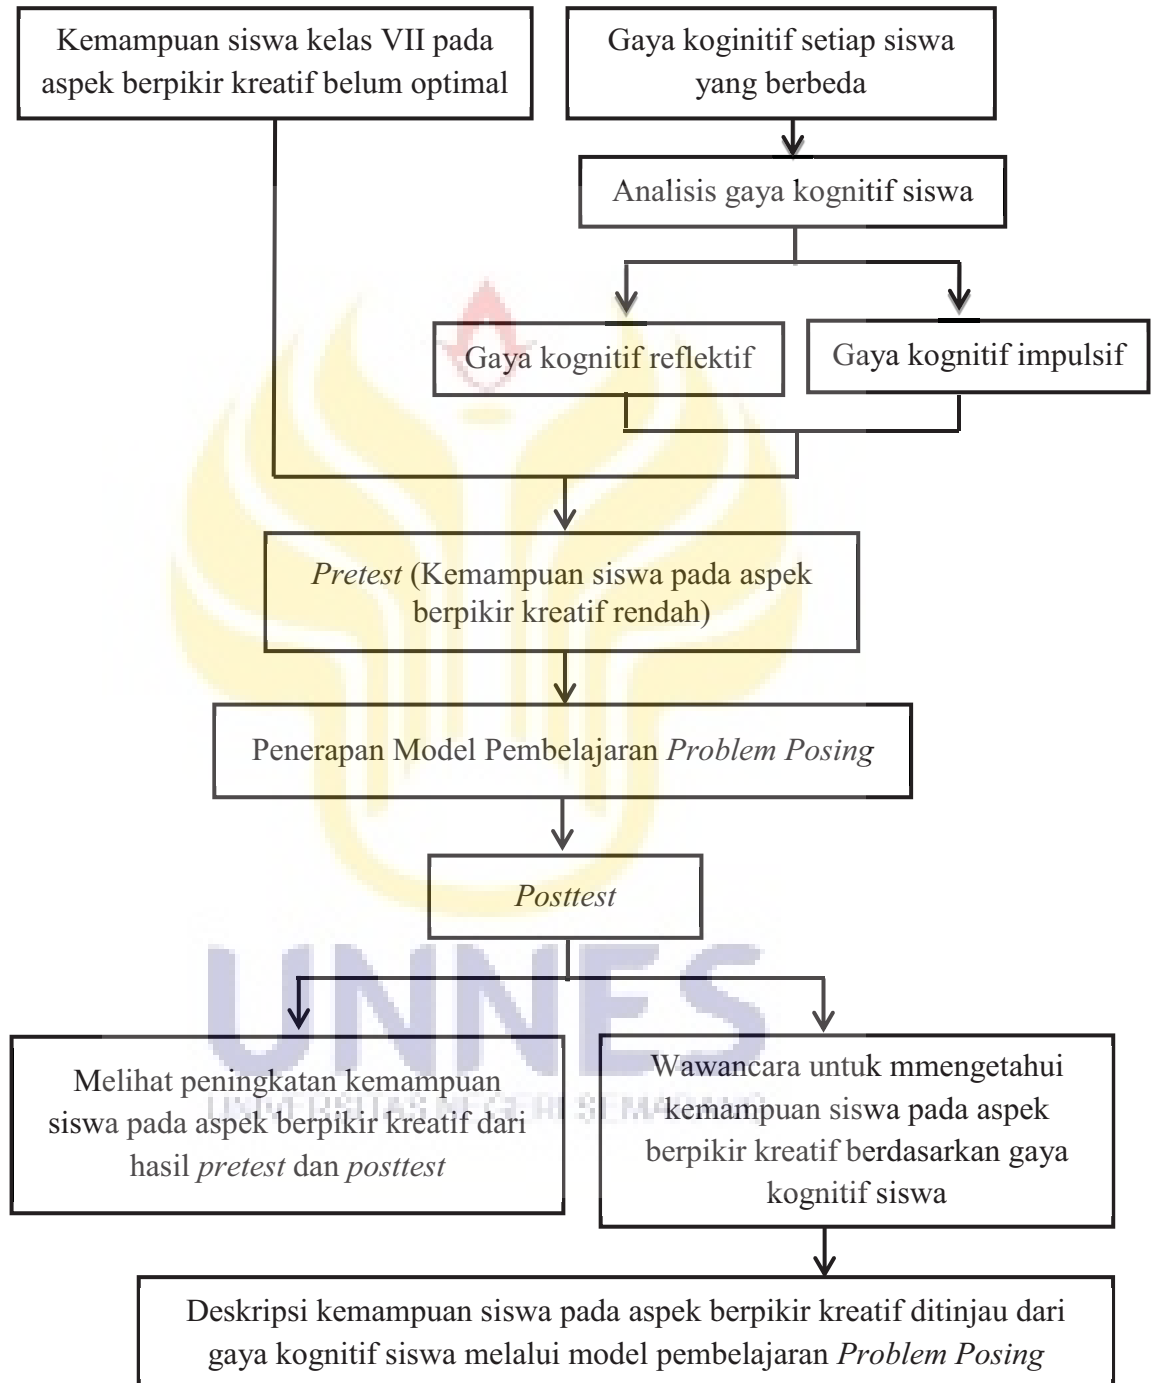 Kemampuan siswa kelas VII pada
aspek berpikir kreatif belum optimal
Gaya koginitif setiap siswa
yang berbeda
Analisis gaya kognitif siswa
Gaya kognitif reflektif
Gaya kognitif impulsif
Pretest (Kemampuan siswa pada aspek
berpikir kreatif rendah)
Penerapan Model Pembelajaran Problem Posing
Posttest
UNNES
UNIVERSITAS NEGERI SEMARANG
Melihat peningkatan kemampuan
siswa pada aspek berpikir kreatif dari
hasil pretest dan posttest
Wawancara untuk mmengetahui
kemampuan siswa pada aspek
berpikir kreatif berdasarkan gaya
kognitif siswa
Deskripsi kemampuan siswa pada aspek berpikir kreatif ditinjau dari
gaya kognitif siswa melalui model pembelajaran Problem Posing